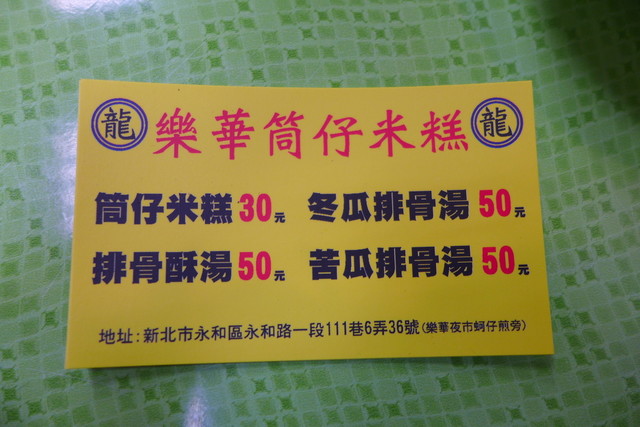 龍 樂華筒仔米糕 龍
筒仔米糕30元 冬瓜排骨湯50元
排骨酥湯50元 苦瓜排骨湯50元
地址:新北市永和區永和路一段111巷6弄36號(樂華夜市蚵仔煎旁)